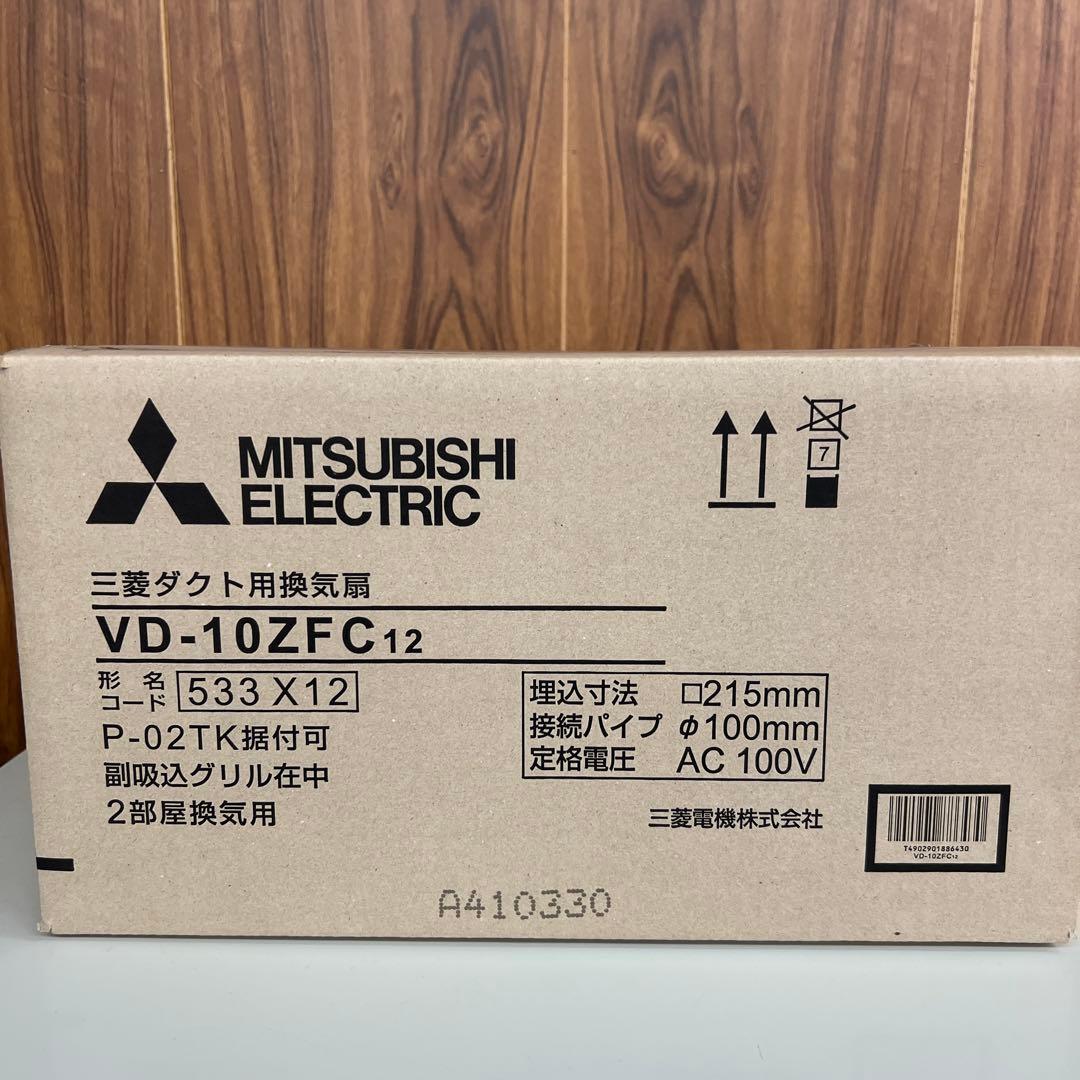 MITSUBISHI
ELECTRIC
7
三菱ダクト用換気扇
VD-10ZFC12
形名
コード 533X12
P-02TK据付可
副吸込グリル在中
2部屋換気用
埋込寸法 □215mm
接続パイプ φ100mm
定格電圧 AC 100V
三菱電機株式会社
T4902901886430
VD-10ZFC12
A410330